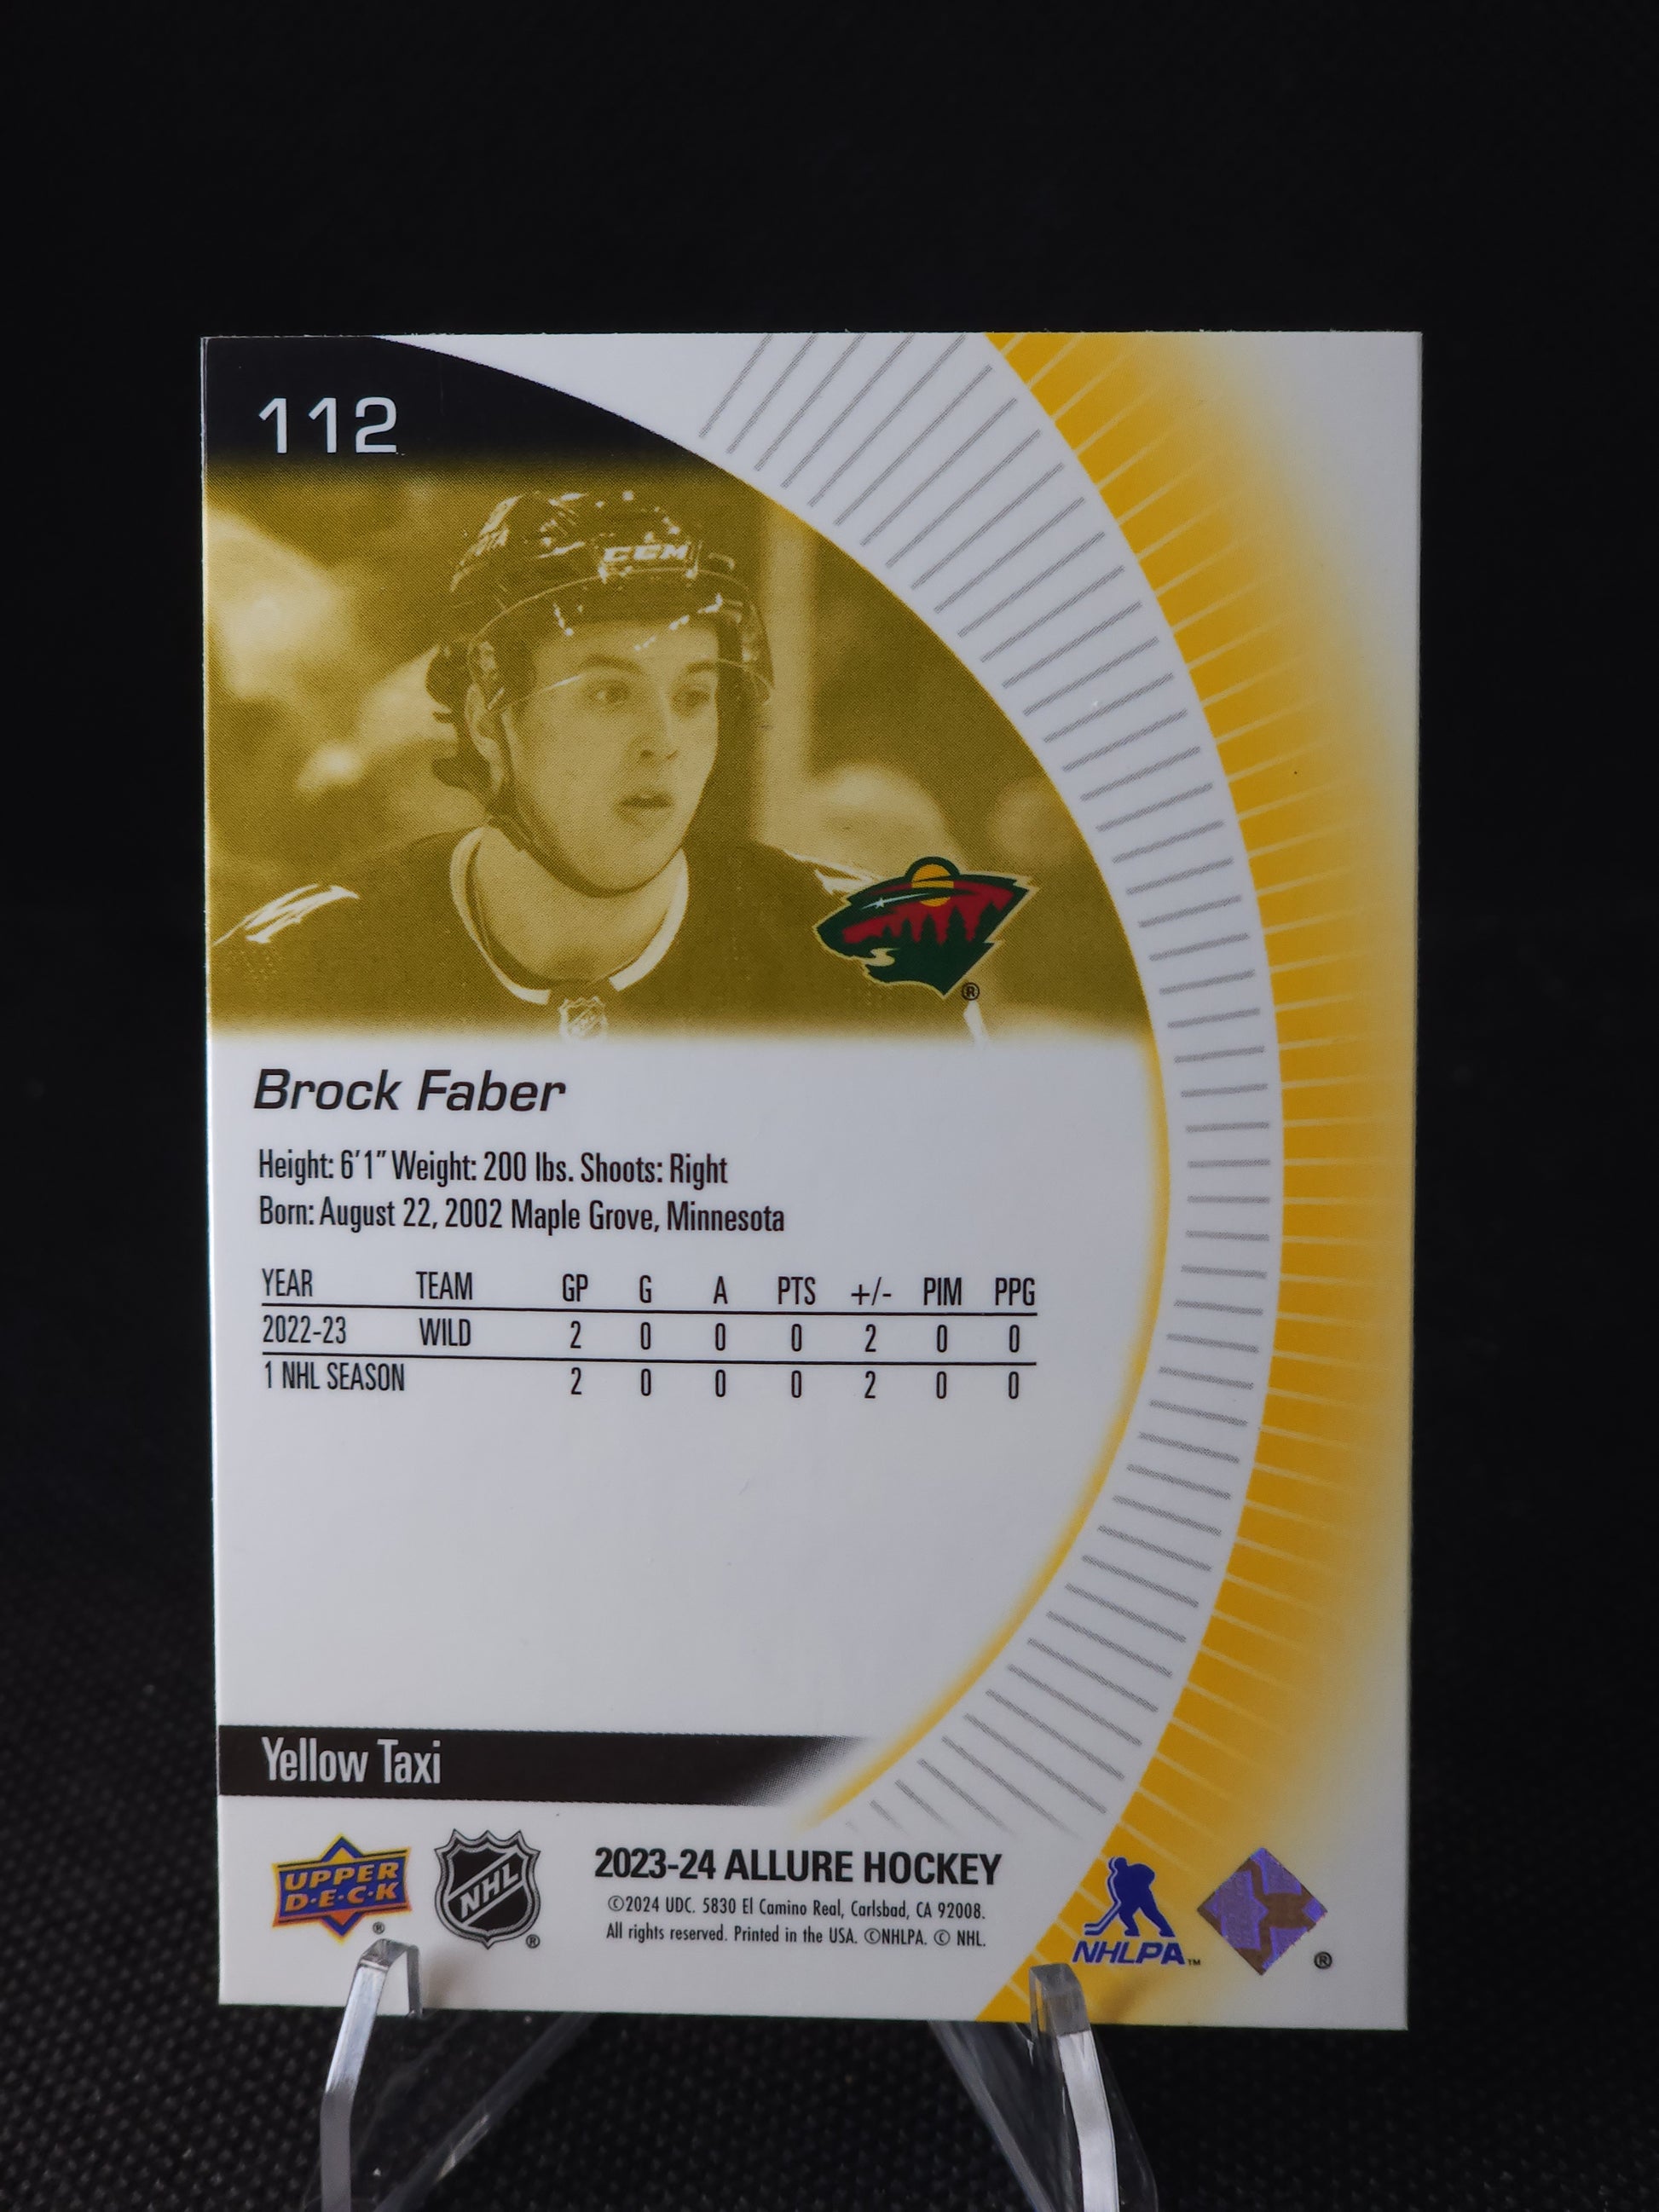 112
CCM
NHL
®
Brock Faber
Height: 6'1" Weight: 200 lbs. Shoots: Right
Born: August 22, 2002 Maple Grove, Minnesota
YEAR TEAM GP G A PTS +/- PIM PPG
2022-23 WILD 2 0 0 0 2 0 0
1 NHL SEASON 2 0 0 0 2 0 0
Yellow Taxi
UPPER
D·E·C·K
®
NHL
®
2023-24 ALLURE HOCKEY
©2024 UDC. 5830 El Camino Real, Carlsbad, CA 92008.
All rights reserved. Printed in the USA. ©NHLPA. © NHL.
NHLPA™
®